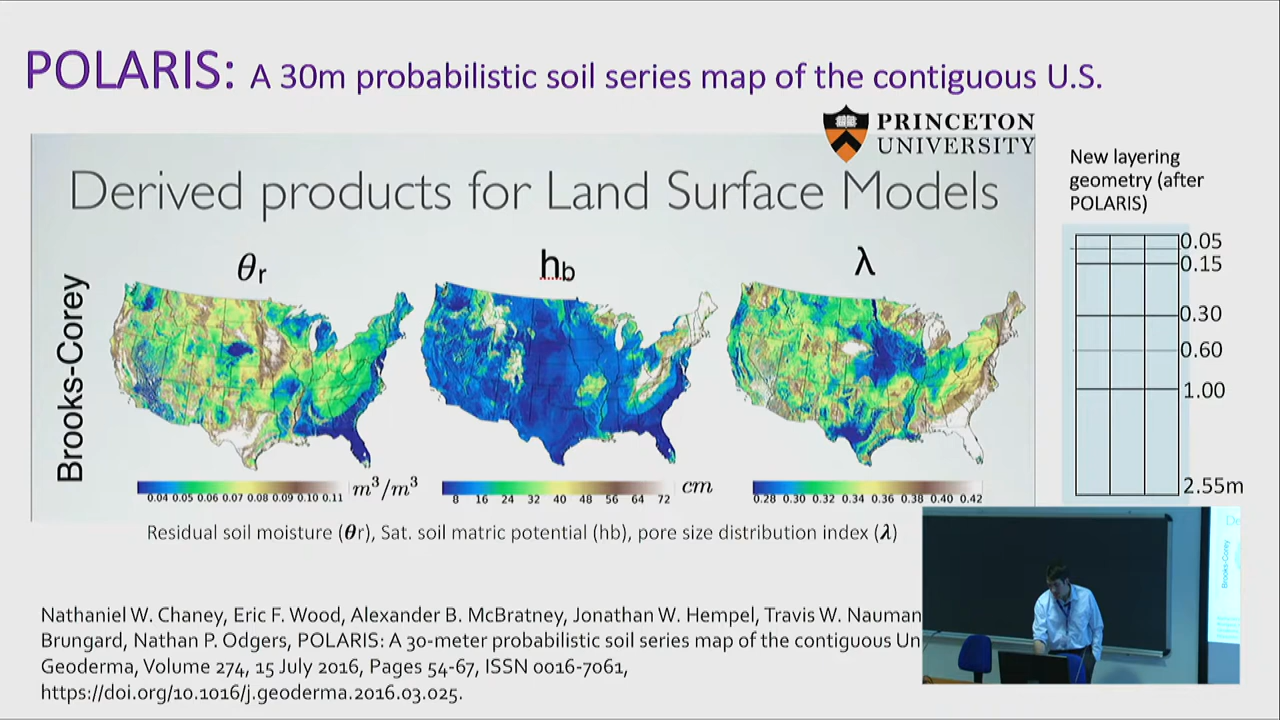 POLARIS: A 30m probabilistic soil series map of the contiguous U.S.
PRINCETON
UNIVERSITY
Derived products for Land Surface Models
New layering
geometry (after
POLARIS)
Brooks-Corey
θr
hb
λ
0.05
0.15
0.30
0.60
1.00
2.55m
0.04 0.05 0.06 0.07 0.08 0.09 0.10 0.11 m³/m³
8 16 24 32 40 48 56 64 72 cm
0.28 0.30 0.32 0.34 0.36 0.38 0.40 0.42
Residual soil moisture (θr), Sat. soil matric potential (hb), pore size distribution index (λ)
Nathaniel W. Chaney, Eric F. Wood, Alexander B. McBratney, Jonathan W. Hempel, Travis W. Nauman
Brungard, Nathan P. Odgers, POLARIS: A 30-meter probabilistic soil series map of the contiguous Un
Geoderma, Volume 274, 15 July 2016, Pages 54-67, ISSN 0016-7061,
https://doi.org/10.1016/j.geoderma.2016.03.025.
De
Brooks-Corey